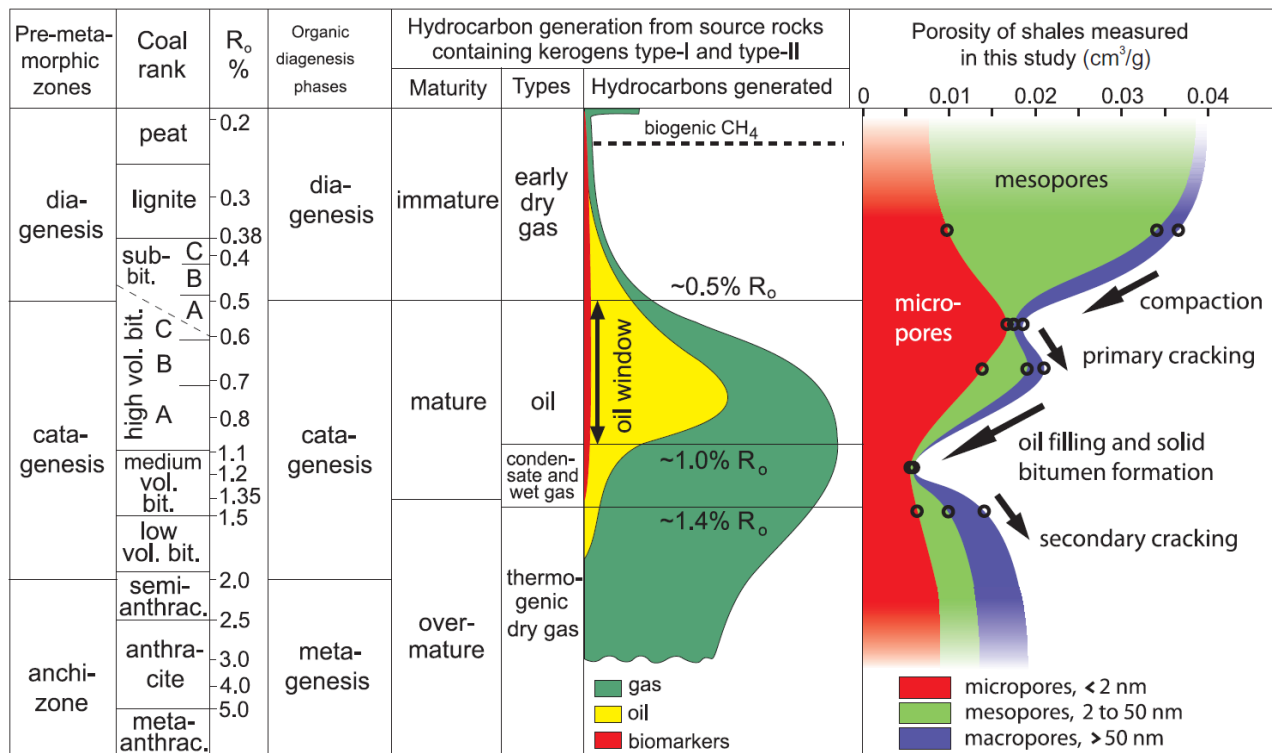 Pre-meta-
morphic
zones
Coal
rank
Ro
%
Organic
diagenesis
phases
Hydrocarbon generation from source rocks
containing kerogens type-I and type-II
Maturity
Types
Hydrocarbons generated
Porosity of shales measured
in this study (cm³/g)
0
0.01
0.02
0.03
0.04
dia-
genesis
cata-
genesis
anchi-
zone
peat
lignite
sub-
bit.
C
B
A
high vol. bit.
C
B
A
medium
vol.
bit.
low
vol. bit.
semi-
anthrac.
anthra-
cite
meta-
anthrac.
0.2
0.3
0.38
0.4
0.5
0.6
0.7
0.8
1.1
1.2
1.35
1.5
2.0
2.5
3.0
4.0
5.0
dia-
genesis
cata-
genesis
meta-
genesis
immature
mature
over-
mature
early
dry
gas
oil
conden-
sate and
wet gas
thermo-
genic
dry gas
biogenic CH4
~0.5% Ro
oil window
~1.0% Ro
~1.4% Ro
gas
oil
biomarkers
mesopores
micro-
pores
compaction
primary cracking
oil filling and solid
bitumen formation
secondary cracking
micropores, < 2 nm
mesopores, 2 to 50 nm
macropores, > 50 nm